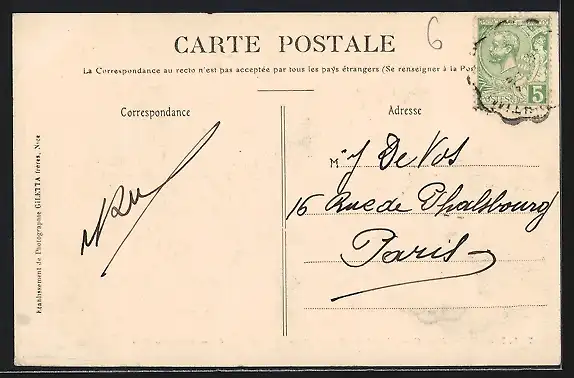 CARTE POSTALE
6
La Correspondance au recto n'est pas acceptée par tous les pays étrangers (Se renseigner à la Pos
5
Correspondance
Adresse
M J De Vos
16 Rue de Phalsbourg
Paris
Etablissement de Photographie GILETTA frères, Nice